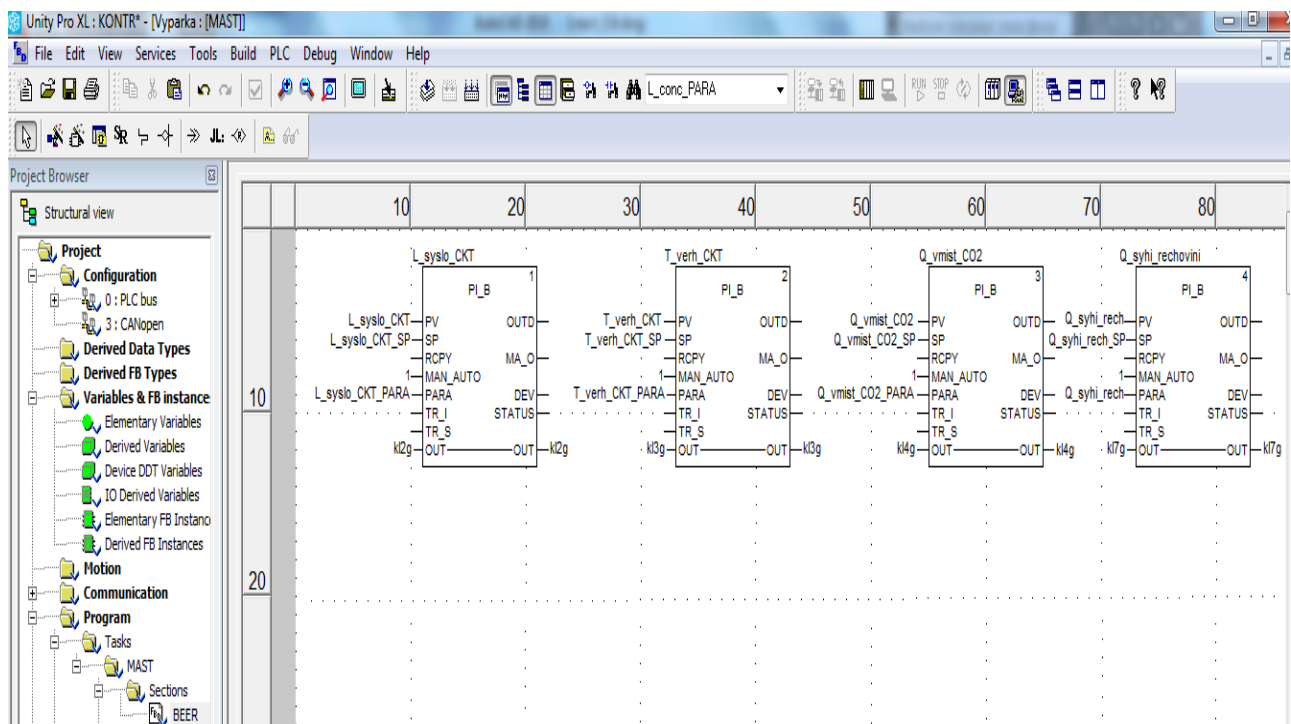 Unity Pro XL : KONTR* - [Vyparka : [MAST]]
File Edit View Services Tools Build PLC Debug Window Help
L_conc_PARA
RUN STOP
SR JL:
Project Browser
Structural view
Project
Configuration
0 : PLC bus
3 : CANopen
Derived Data Types
Derived FB Types
Variables & FB instance
Elementary Variables
Derived Variables
Device DDT Variables
IO Derived Variables
Elementary FB Instanc
Derived FB Instances
Motion
Communication
Program
Tasks
MAST
Sections
BEER
10 20 30 40 50 60 70 80
10
20
L_syslo_CKT
1
PI_B
L_syslo_CKT PV OUTD
L_syslo_CKT_SP SP
RCPY MA_O
1 MAN_AUTO
L_syslo_CKT_PARA PARA DEV
TR_I STATUS
TR_S
kl2g OUT OUT kl2g
T_verh_CKT
2
PI_B
T_verh_CKT PV OUTD
T_verh_CKT_SP SP
RCPY MA_O
1 MAN_AUTO
T_verh_CKT_PARA PARA DEV
TR_I STATUS
TR_S
kl3g OUT OUT kl3g
Q_vmist_CO2
3
PI_B
Q_vmist_CO2 PV OUTD
Q_vmist_CO2_SP SP
RCPY MA_O
1 MAN_AUTO
Q_vmist_CO2_PARA PARA DEV
TR_I STATUS
TR_S
kl4g OUT OUT kl4g
Q_syhi_rechovini
4
PI_B
Q_syhi_rech PV OUTD
Q_syhi_rech_SP SP
RCPY MA_O
1 MAN_AUTO
Q_syhi_rech PARA DEV
TR_I STATUS
TR_S
kl7g OUT OUT kl7g